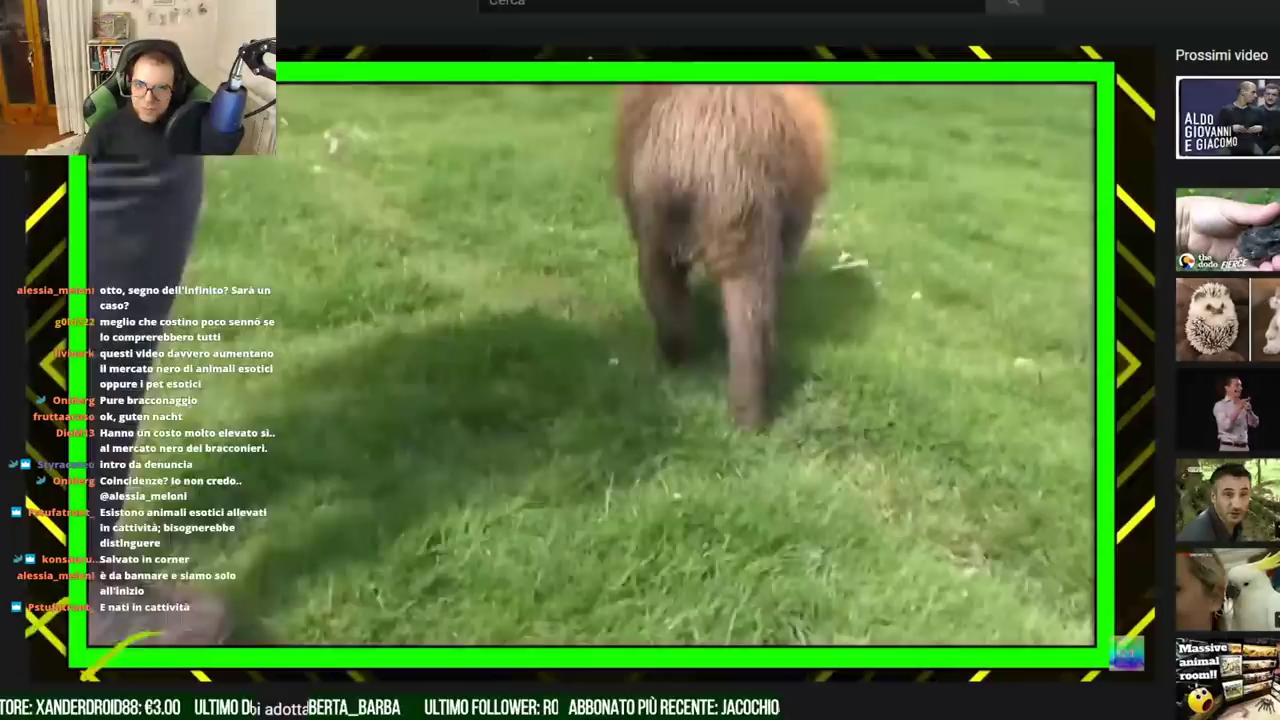 Cerca
Prossimi video
ALDO
GIOVANNI
E GIACOMO
the
dodo FIERCE
Massive
animal
room!!
alessia_meloni otto, segno dell'infinito? Sarà un
caso?
meglio che costino poco sennò se
lo comprerebbero tutti
questi video davvero aumentano
il mercato nero di animali esotici
oppure i pet esotici
Pure bracconaggio
ok, guten nacht
Hanno un costo molto elevato sì..
al mercato nero dei bracconieri.
intro da denuncia
Coincidenze? Io non credo..
@alessia_meloni
Esistono animali esotici allevati
in cattività; bisognerebbe
distinguere
Salvato in corner
alessia_meloni è da bannare e siamo solo
all'inizio
E nati in cattività
TORE: XANDERDROID88: €3.00 ULTIMO D bi adotta BERTA_BARBA ULTIMO FOLLOWER: RO ABBONATO PIÙ RECENTE: JACOCHIO